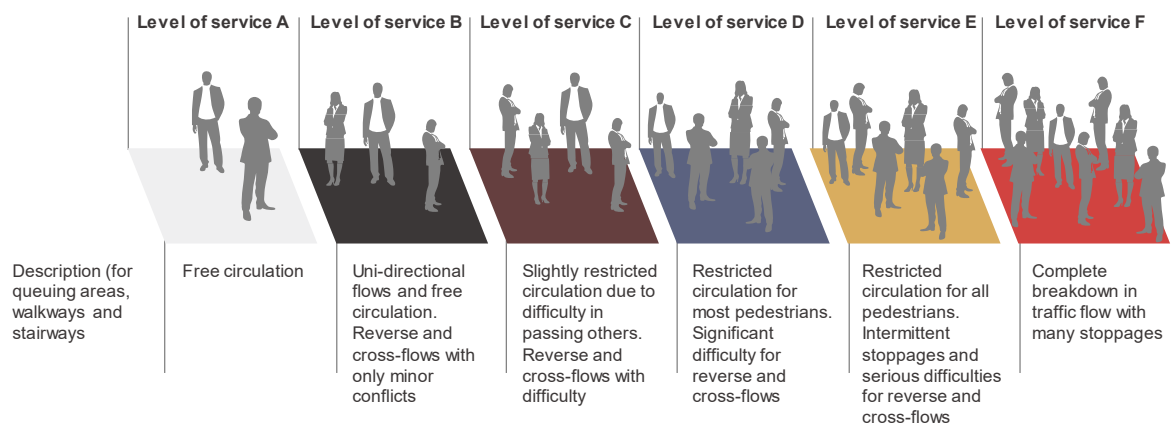 Level of service A
Level of service B
Level of service C
Level of service D
Level of service E
Level of service F
Description (for
queuing areas,
walkways and
stairways
Free circulation
Uni-directional
flows and free
circulation.
Reverse and
cross-flows with
only minor
conflicts
Slightly restricted
circulation due to
difficulty in
passing others.
Reverse and
cross-flows with
difficulty
Restricted
circulation for
most pedestrians.
Significant
difficulty for
reverse and
cross-flows
Restricted
circulation for all
pedestrians.
Intermittent
stoppages and
serious difficulties
for reverse and
cross-flows
Complete
breakdown in
traffic flow with
many stoppages